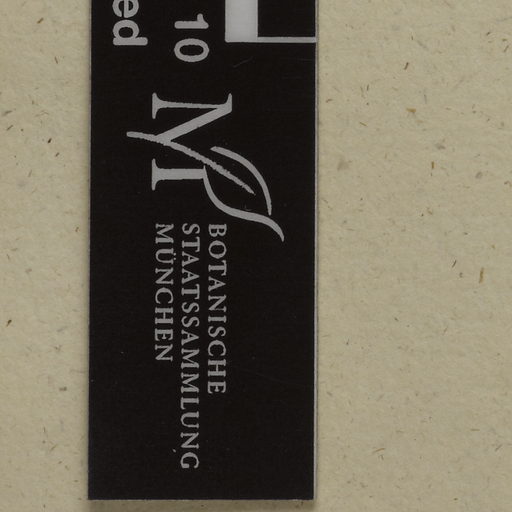 10
ed
M
BOTANISCHE
STAATSSAMMLUNG
MÜNCHEN